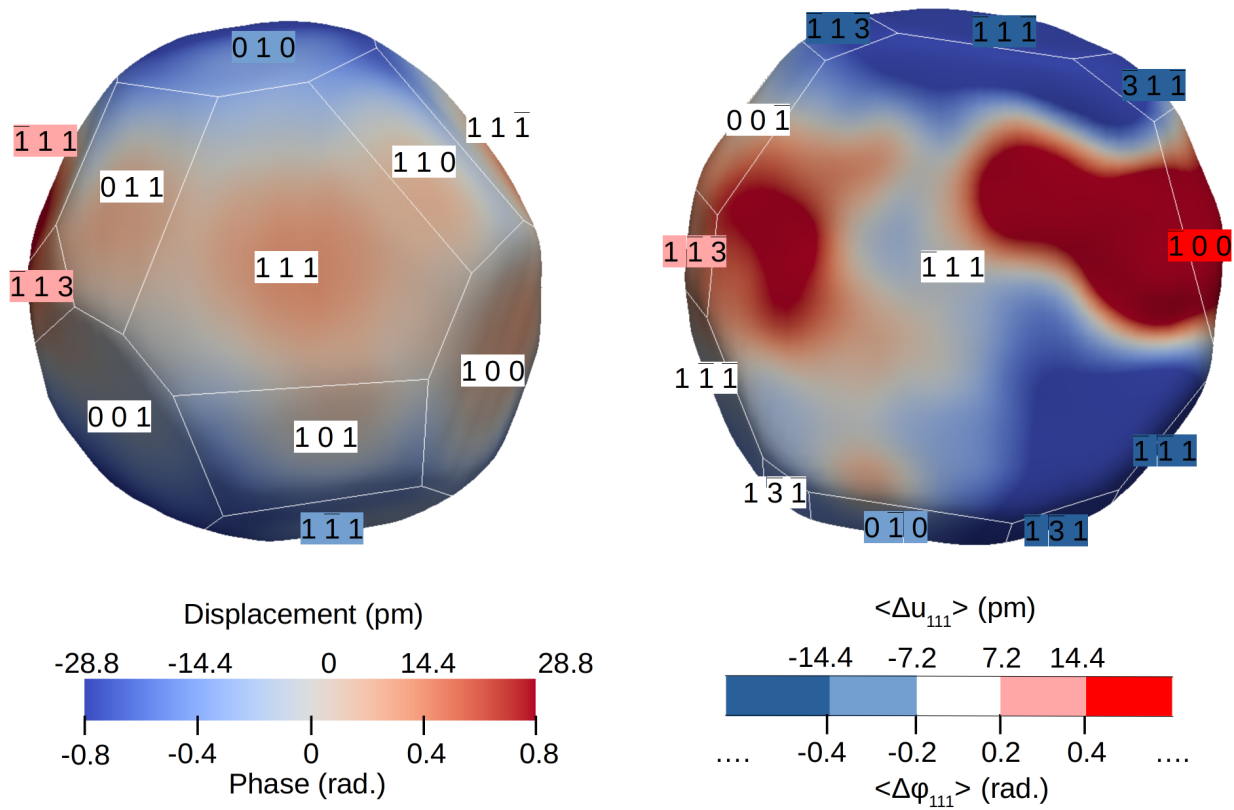 0 1 0
1̅ 1 1
1 1 1̅
0 1 1
1 1 0
1 1 1
1̅ 1 3
1 0 0
0 0 1
1 0 1
1 1̅ 1
1̅ 1 3̅
1̅ 1 1̅
3̅ 1 1̅
0 0 1̅
1 1̅ 3̅
1̅ 0 0
1̅ 1̅ 1̅
1 1̅ 1̅
1̅ 1̅ 1
1 3̅ 1̅
0 1̅ 0
1̅ 3̅ 1
Displacement (pm)
-28.8 -14.4 0 14.4 28.8
-0.8 -0.4 0 0.4 0.8
Phase (rad.)
<Δu₁₁₁> (pm)
-14.4 -7.2 7.2 14.4
.... -0.4 -0.2 0.2 0.4 ....
<Δφ₁₁₁> (rad.)